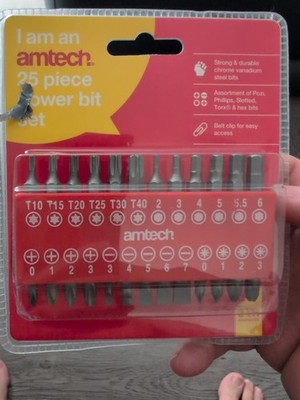 I am an
amtech®
25 piece
power bit
set
Strong & durable
chrome vanadium
steel bits
Assortment of Pozi,
Phillips, Slotted,
Torx® & hex bits
Belt clip for easy
access
T10 T15 T20 T25 T30 T40 2 3 4 5 5.5 6
amtech
0 1 2 3 3 4 5 6 7 0 1 2 3